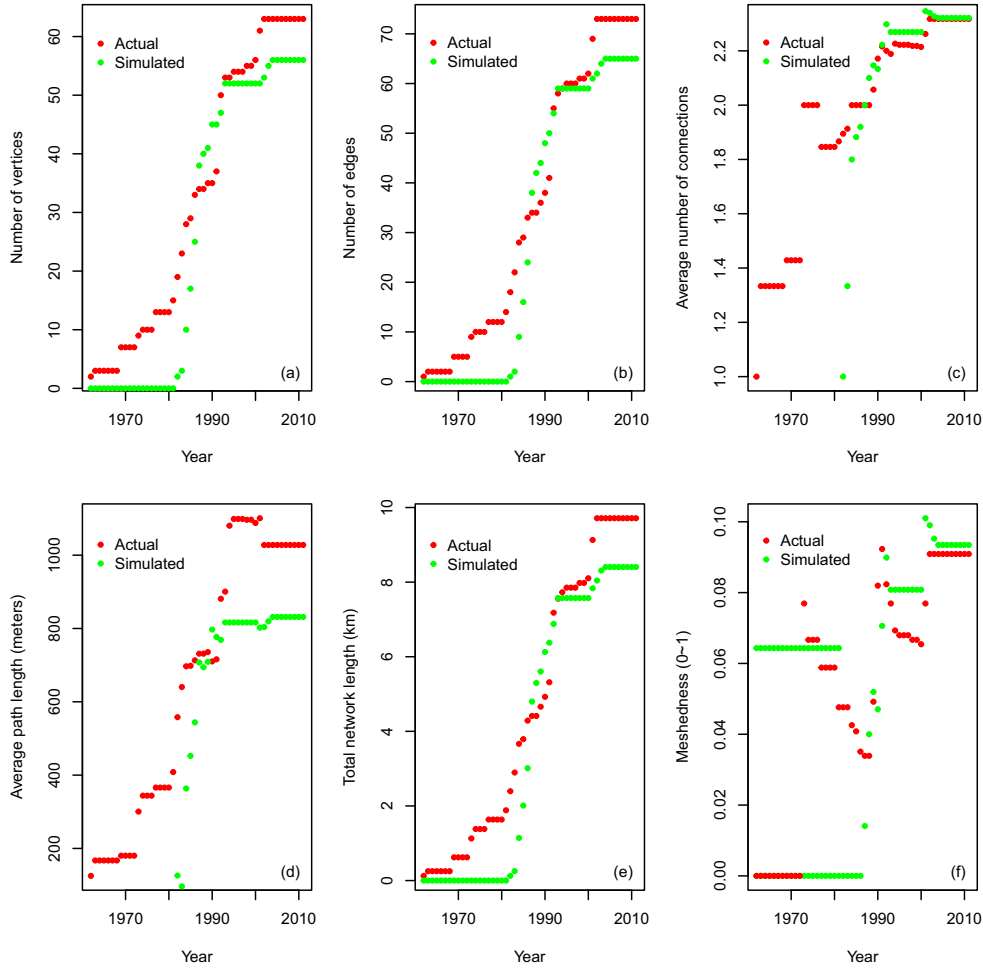 Number of vertices
0 10 20 30 40 50 60
Actual
Simulated
(a)
1970 1990 2010
Year
Number of edges
0 10 20 30 40 50 60 70
Actual
Simulated
(b)
1970 1990 2010
Year
Average number of connections
1.0 1.2 1.4 1.6 1.8 2.0 2.2
Actual
Simulated
(c)
1970 1990 2010
Year
Average path length (meters)
200 400 600 800 1000
Actual
Simulated
(d)
1970 1990 2010
Year
Total network length (km)
0 2 4 6 8 10
Actual
Simulated
(e)
1970 1990 2010
Year
Meshedness (0~1)
0.00 0.02 0.04 0.06 0.08 0.10
Actual
Simulated
(f)
1970 1990 2010
Year